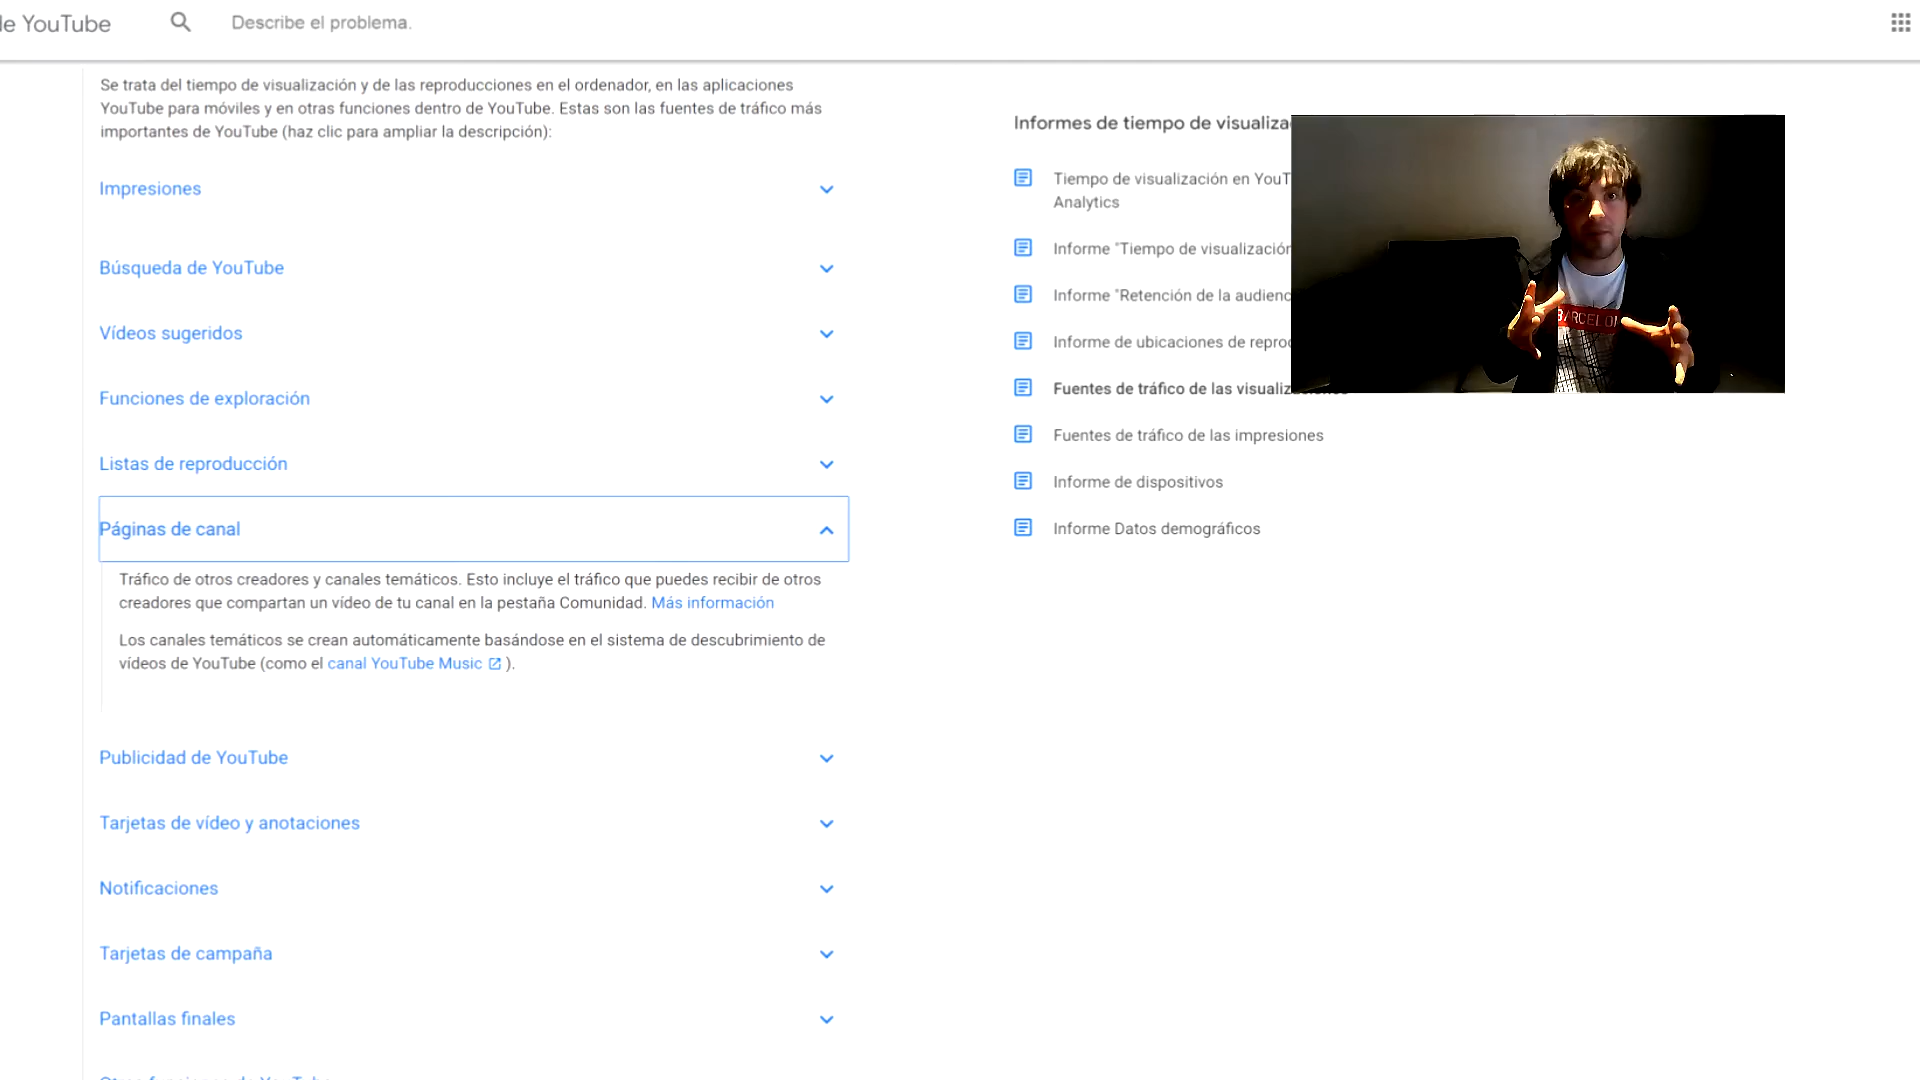 de YouTube
Describe el problema.
Se trata del tiempo de visualización y de las reproducciones en el ordenador, en las aplicaciones
YouTube para móviles y en otras funciones dentro de YouTube. Estas son las fuentes de tráfico más
importantes de YouTube (haz clic para ampliar la descripción):
Impresiones
Búsqueda de YouTube
Vídeos sugeridos
Funciones de exploración
Listas de reproducción
Páginas de canal
Tráfico de otros creadores y canales temáticos. Esto incluye el tráfico que puedes recibir de otros
creadores que compartan un vídeo de tu canal en la pestaña Comunidad. Más información
Los canales temáticos se crean automáticamente basándose en el sistema de descubrimiento de
vídeos de YouTube (como el canal YouTube Music ).
Publicidad de YouTube
Tarjetas de vídeo y anotaciones
Notificaciones
Tarjetas de campaña
Pantallas finales
Informes de tiempo de visualiza
Tiempo de visualización en YouT
Analytics
Informe "Tiempo de visualización
Informe "Retención de la audienc
Informe de ubicaciones de repro
Fuentes de tráfico de las visualizaciones
Fuentes de tráfico de las impresiones
Informe de dispositivos
Informe Datos demográficos
BARCELO